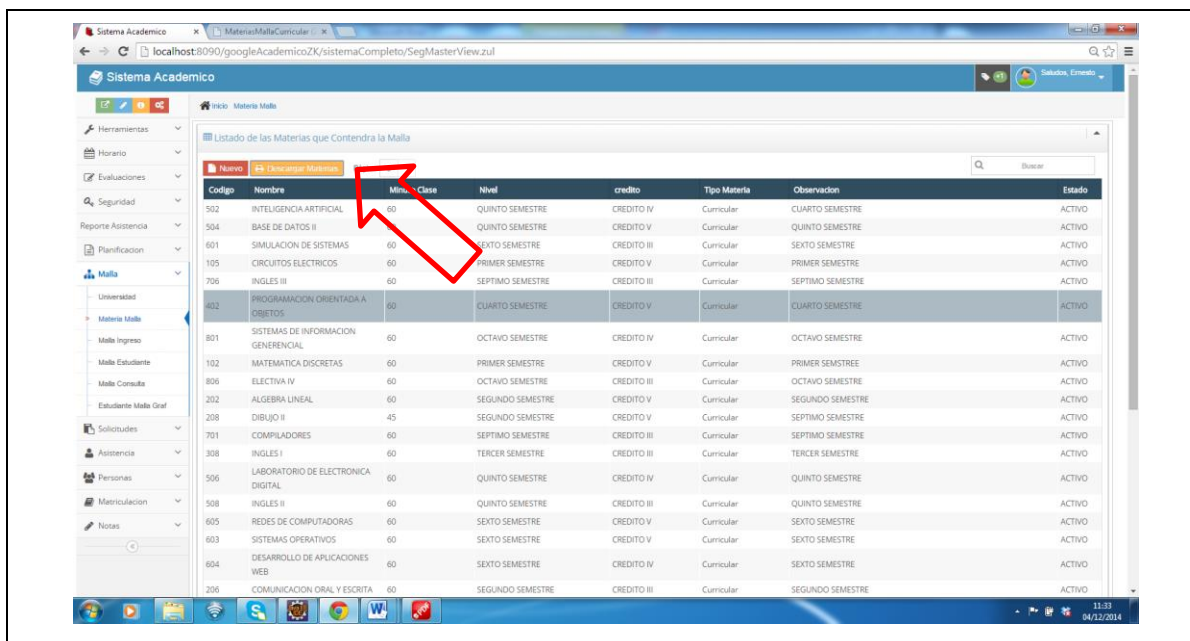 Sistema Academico
MateriasMallaCurricular
localhost:8090/googleAcademicoZK/sistemaCompleto/SegMasterView.zul
Sistema Academico
Saludos, Ernesto
Inicio Materia Malla
Herramientas
Horario
Evaluaciones
Seguridad
Reporte Asistencia
Planificacion
Malla
Universidad
Materia Malla
Malla Ingreso
Malla Estudiante
Malla Consulta
Estudiante Malla Graf
Solicitudes
Asistencia
Personas
Matriculacion
Notas
Listado de las Materias que Contendra la Malla
Nuevo Descargar Materias Buscar
Codigo Nombre Clase Nivel credito Tipo Materia Observacion Estado
502 INTELIGENCIA ARTIFICIAL 60 QUINTO SEMESTRE CREDITO IV Curricular CUARTO SEMESTRE ACTIVO
504 BASE DE DATOS II QUINTO SEMESTRE CREDITO V Curricular QUINTO SEMESTRE ACTIVO
601 SIMULACION DE SISTEMAS 60 SEXTO SEMESTRE CREDITO III Curricular SEXTO SEMESTRE ACTIVO
105 CIRCUITOS ELECTRICOS 60 PRIMER SEMESTRE CREDITO V Curricular PRIMER SEMESTRE ACTIVO
706 INGLES III 60 SEPTIMO SEMESTRE CREDITO III Curricular SEPTIMO SEMESTRE ACTIVO
402 PROGRAMACION ORIENTADA A 60 CUARTO SEMESTRE CREDITO V Curricular CUARTO SEMESTRE ACTIVO
OBJETOS
801 SISTEMAS DE INFORMACION 60 OCTAVO SEMESTRE CREDITO IV Curricular OCTAVO SEMESTRE ACTIVO
GENERENCIAL
102 MATEMATICA DISCRETAS 60 PRIMER SEMESTRE CREDITO V Curricular PRIMER SEMSTREE ACTIVO
806 ELECTIVA IV 60 OCTAVO SEMESTRE CREDITO III Curricular OCTAVO SEMESTRE ACTIVO
202 ALGEBRA LINEAL 60 SEGUNDO SEMESTRE CREDITO V Curricular SEGUNDO SEMESTRE ACTIVO
208 DIBUJO II 45 SEGUNDO SEMESTRE CREDITO V Curricular SEPTIMO SEMESTRE ACTIVO
701 COMPILADORES 60 SEPTIMO SEMESTRE CREDITO III Curricular SEPTIMO SEMESTRE ACTIVO
308 INGLES I 60 TERCER SEMESTRE CREDITO III Curricular TERCER SEMESTRE ACTIVO
506 LABORATORIO DE ELECTRONICA 60 QUINTO SEMESTRE CREDITO IV Curricular QUINTO SEMESTRE ACTIVO
DIGITAL
508 INGLES II 60 QUINTO SEMESTRE CREDITO III Curricular QUINTO SEMESTRE ACTIVO
605 REDES DE COMPUTADORAS 60 SEXTO SEMESTRE CREDITO V Curricular SEXTO SEMESTRE ACTIVO
603 SISTEMAS OPERATIVOS 60 SEXTO SEMESTRE CREDITO V Curricular SEXTO SEMESTRE ACTIVO
604 DESARROLLO DE APLICACIONES 60 SEXTO SEMESTRE CREDITO IV Curricular SEXTO SEMESTRE ACTIVO
WEB
206 COMUNICACION ORAL Y ESCRITA 60 SEGUNDO SEMESTRE CREDITO III Curricular SEGUNDO SEMESTRE ACTIVO
11:33
04/12/2014